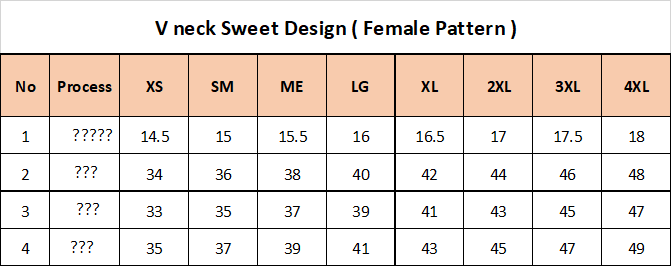 V neck Sweet Design ( Female Pattern )
No Process XS SM ME LG XL 2XL 3XL 4XL
1 ????? 14.5 15 15.5 16 16.5 17 17.5 18
2 ??? 34 36 38 40 42 44 46 48
3 ??? 33 35 37 39 41 43 45 47
4 ??? 35 37 39 41 43 45 47 49